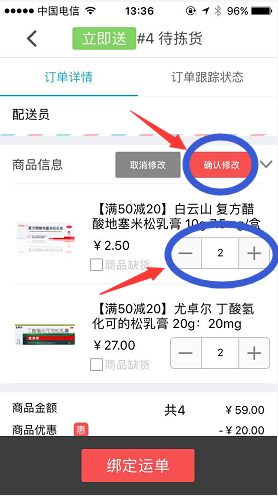 中国电信 13:36 96%
立即送 #4 待拣货
订单详情 订单跟踪状态
配送员
商品信息 取消修改 确认修改
【满50减20】白云山 复方醋
酸地塞米松乳膏 10g:7.5mg/盒
¥2.50
商品缺货
2
【满50减20】尤卓尔 丁酸氢
化可的松乳膏 20g：20mg
¥27.00
商品缺货
2
商品金额 共4 ¥59.00
商品优惠 惠 -¥20.00
绑定运单